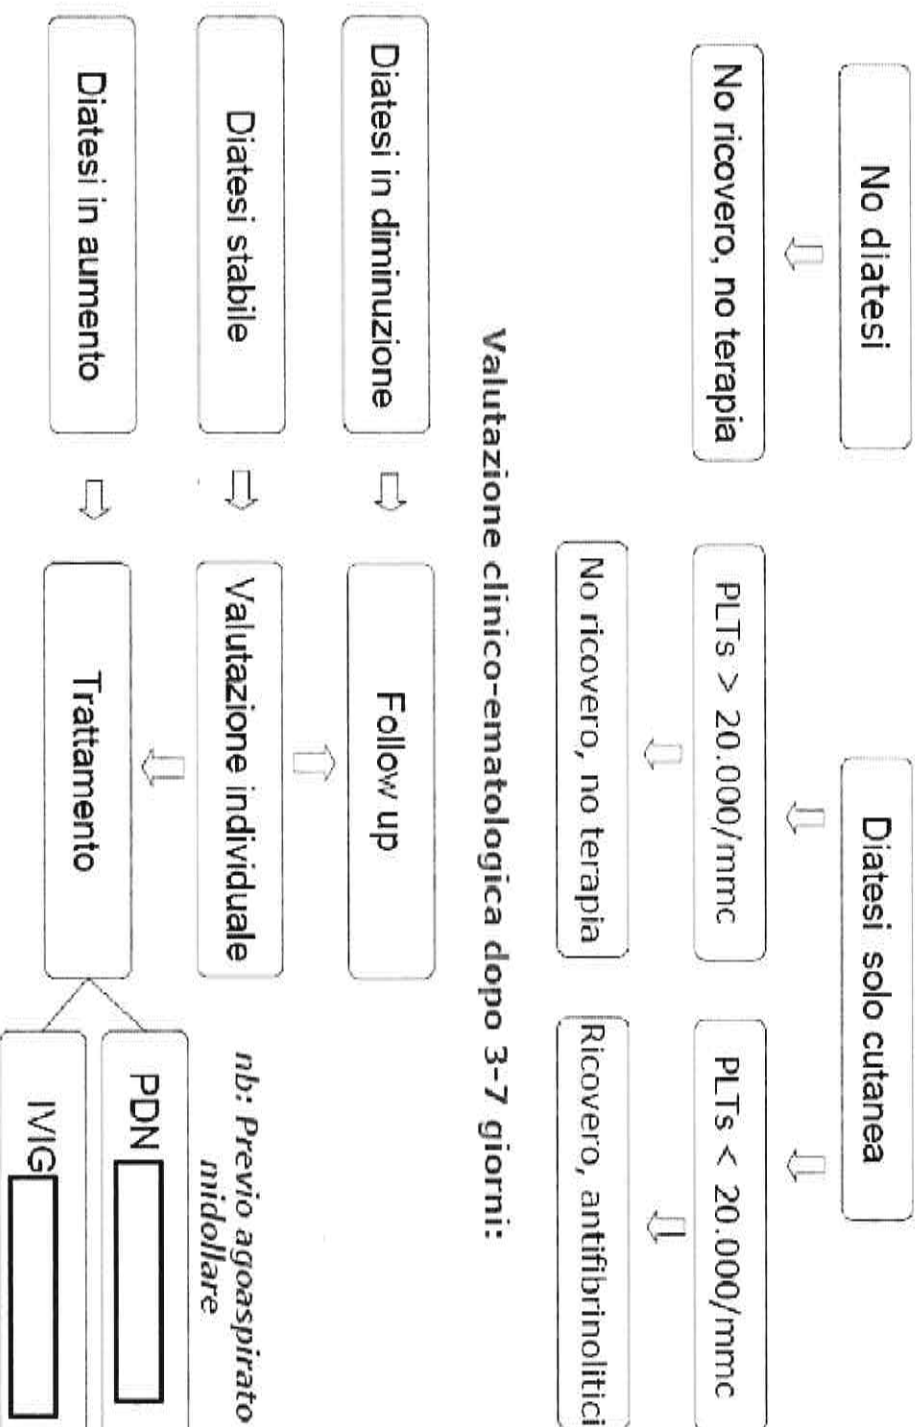 No diatesi
Diatesi solo cutanea
No ricovero, no terapia
PLTs > 20.000/mmc
PLTs < 20.000/mmc
No ricovero, no terapia
Ricovero, antifibrinolitici
Valutazione clinico-ematologica dopo 3-7 giorni:
Diatesi in diminuzione
Follow up
Diatesi stabile
Valutazione individuale
nb: Previo agoaspirato
midollare
Diatesi in aumento
Trattamento
PDN
IVIG